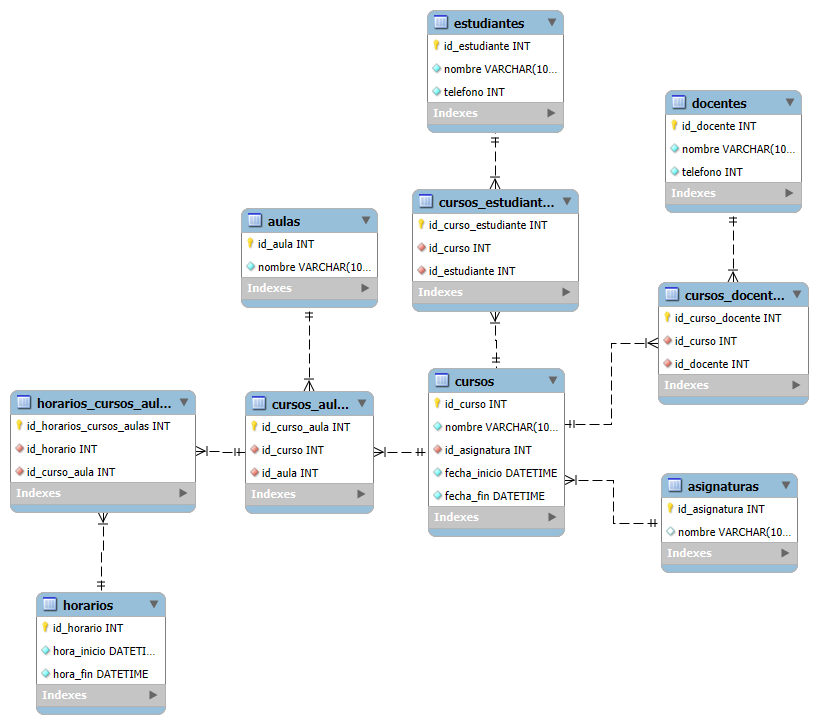 estudiantes
id_estudiante INT
nombre VARCHAR(10...
telefono INT
Indexes
docentes
id_docente INT
nombre VARCHAR(10...
telefono INT
Indexes
cursos_estudiant...
id_curso_estudiante INT
id_curso INT
id_estudiante INT
Indexes
aulas
id_aula INT
nombre VARCHAR(10...
Indexes
cursos_docent...
id_curso_docente INT
id_curso INT
id_docente INT
Indexes
cursos
id_curso INT
nombre VARCHAR(10...
id_asignatura INT
fecha_inicio DATETIME
fecha_fin DATETIME
Indexes
horarios_cursos_aul...
id_horarios_cursos_aulas INT
id_horario INT
id_curso_aula INT
Indexes
cursos_aul...
id_curso_aula INT
id_curso INT
id_aula INT
Indexes
asignaturas
id_asignatura INT
nombre VARCHAR(10...
Indexes
horarios
id_horario INT
hora_inicio DATETI...
hora_fin DATETIME
Indexes